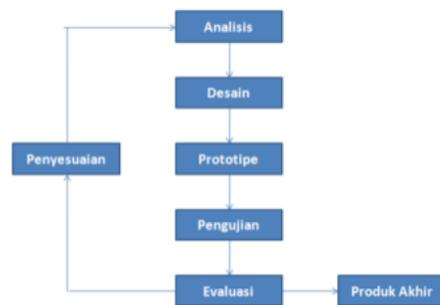 Analisis
Desain
Penyesuaian
Prototipe
Pengujian
Evaluasi
Produk Akhir